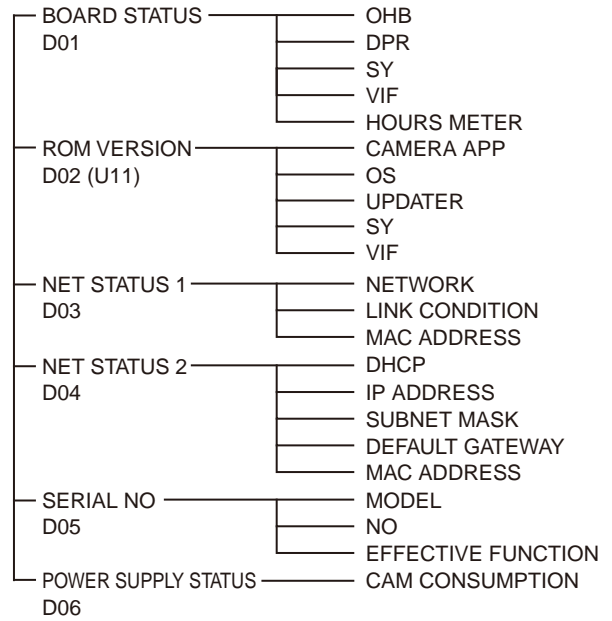 BOARD STATUS OHB
D01 DPR
SY
VIF
HOURS METER
ROM VERSION CAMERA APP
D02 (U11) OS
UPDATER
SY
VIF
NET STATUS 1 NETWORK
D03 LINK CONDITION
MAC ADDRESS
NET STATUS 2 DHCP
D04 IP ADDRESS
SUBNET MASK
DEFAULT GATEWAY
MAC ADDRESS
SERIAL NO MODEL
D05 NO
EFFECTIVE FUNCTION
POWER SUPPLY STATUS CAM CONSUMPTION
D06